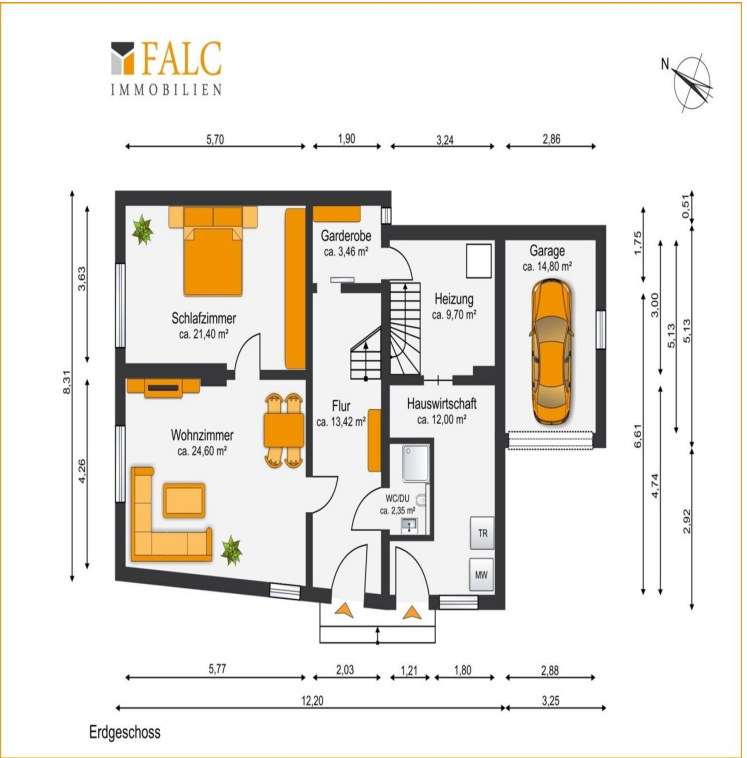 FALC
IMMOBILIEN
N
5,70
1,90
3,24
2,86
0,51
1,75
3,63
3,00
5,13
5,13
8,31
6,61
4,26
4,74
2,92
Garderobe
ca. 3,46 m²
Garage
ca. 14,80 m²
Heizung
ca. 9,70 m²
Schlafzimmer
ca. 21,40 m²
Flur
ca. 13,42 m²
Hauswirtschaft
ca. 12,00 m²
Wohnzimmer
ca. 24,60 m²
WC/DU
ca. 2,35 m²
TR
MW
5,77
2,03
1,21
1,80
2,88
12,20
3,25
Erdgeschoss